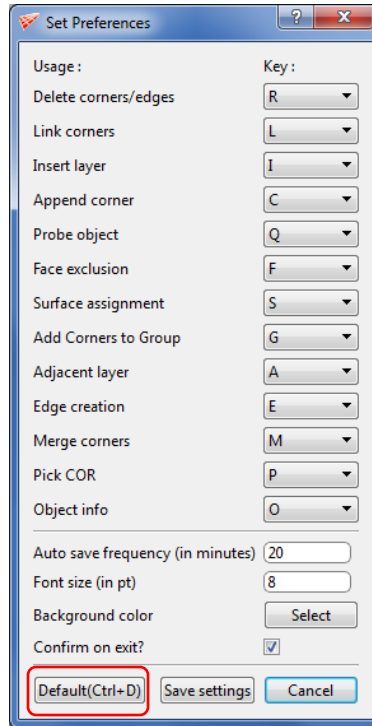 Set Preferences
Usage : Key :
Delete corners/edges R
Link corners L
Insert layer I
Append corner C
Probe object Q
Face exclusion F
Surface assignment S
Add Corners to Group G
Adjacent layer A
Edge creation E
Merge corners M
Pick COR P
Object info O
Auto save frequency (in minutes) 20
Font size (in pt) 8
Background color Select
Confirm on exit?
Default(Ctrl+D) Save settings Cancel